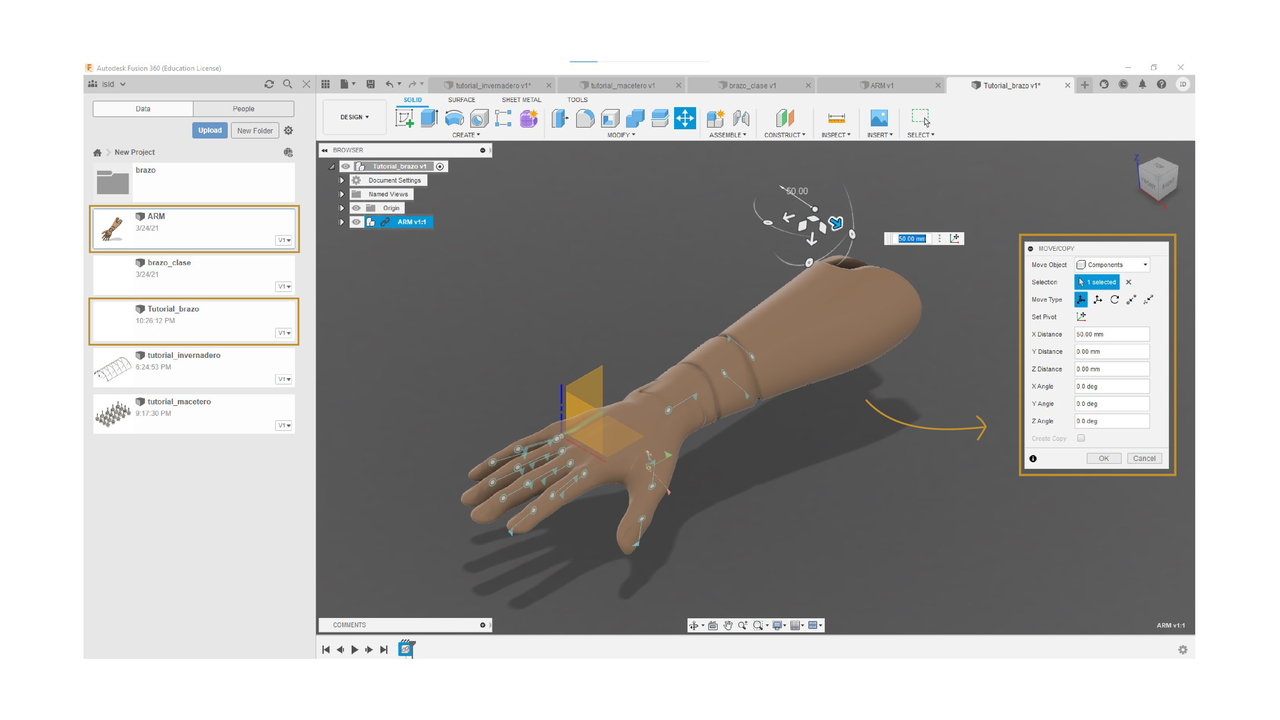 Autodesk Fusion 360 (Education License)
Isid
Data
People
Upload
New Folder
New Project
brazo
ARM
3/24/21
V1
brazo_clase
3/24/21
V1
Tutorial_brazo
10:26:12 PM
V1
tutorial_invernadero
6:24:53 PM
V1
tutorial_macetero
9:17:30 PM
V1
tutorial_invernadero v1*
tutorial_macetero v1
brazo_clase v1
ARM v1
Tutorial_brazo v1*
SOLID
SURFACE
SHEET METAL
TOOLS
DESIGN
CREATE
MODIFY
ASSEMBLE
CONSTRUCT
INSPECT
INSERT
SELECT
BROWSER
Tutorial_brazo v1
Document Settings
Named Views
Origin
ARM v1:1
50.00
50.00 mm
MOVE/COPY
Move Object
Components
Selection
1 selected
Move Type
Set Pivot
X Distance
50.00 mm
Y Distance
0.00 mm
Z Distance
0.00 mm
X Angle
0.0 deg
Y Angle
0.0 deg
Z Angle
0.0 deg
Create Copy
OK
Cancel
COMMENTS
ARM v1:1